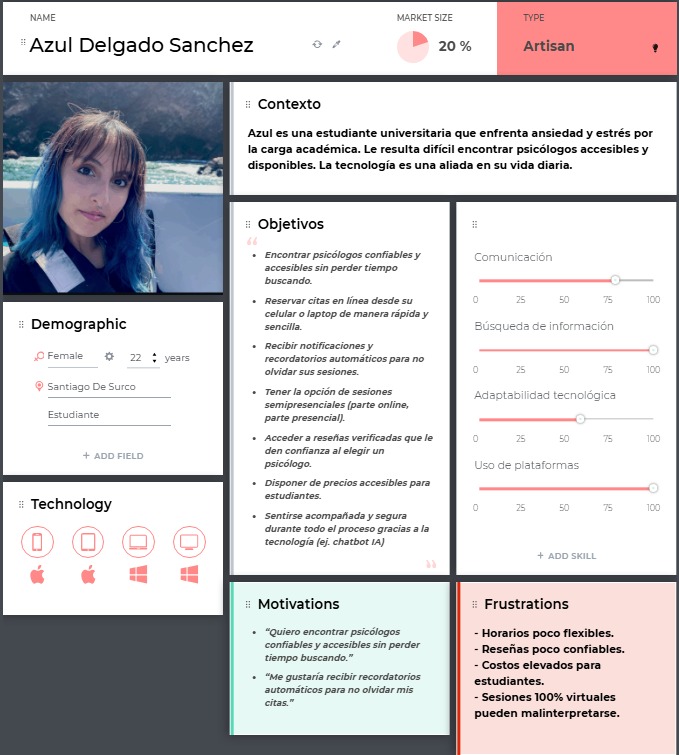 NAME
Azul Delgado Sanchez
MARKET SIZE
20 %
TYPE
Artisan
Contexto
Azul es una estudiante universitaria que enfrenta ansiedad y estrés por
la carga académica. Le resulta difícil encontrar psicólogos accesibles y
disponibles. La tecnología es una aliada en su vida diaria.
Demographic
Female
22 years
Santiago De Surco
Estudiante
+ ADD FIELD
Technology
Objetivos
“
• Encontrar psicólogos confiables y
accesibles sin perder tiempo
buscando.
• Reservar citas en línea desde su
celular o laptop de manera rápida y
sencilla.
• Recibir notificaciones y
recordatorios automáticos para no
olvidar sus sesiones.
• Tener la opción de sesiones
semipresenciales (parte online,
parte presencial).
• Acceder a reseñas verificadas que le
den confianza al elegir un
psicólogo.
• Disponer de precios accesibles para
estudiantes.
• Sentirse acompañada y segura
durante todo el proceso gracias a la
tecnología (ej. chatbot IA)
”
Comunicación
0 25 50 75 100
Búsqueda de información
0 25 50 75 100
Adaptabilidad tecnológica
0 25 50 75 100
Uso de plataformas
0 25 50 75 100
+ ADD SKILL
Motivations
• “Quiero encontrar psicólogos
confiables y accesibles sin perder
tiempo buscando.”
• “Me gustaría recibir recordatorios
automáticos para no olvidar mis
citas.”
Frustrations
- Horarios poco flexibles.
- Reseñas poco confiables.
- Costos elevados para
estudiantes.
- Sesiones 100% virtuales
pueden malinterpretarse.